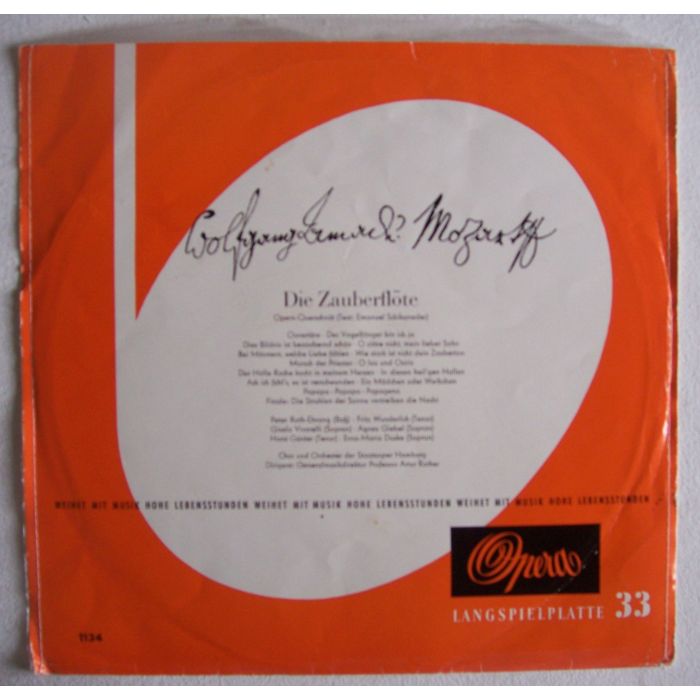 Wolfgang Amadè Mozart
Die Zauberflöte
Opern-Querschnitt (Text: Emanuel Schikaneder)
Ouvertüre · Der Vogelfänger bin ich ja
Dies Bildnis ist bezaubernd schön · O zittre nicht, mein lieber Sohn
Bei Männern, welche Liebe fühlen · Wie stark ist nicht dein Zauberton
Marsch der Priester · O Isis und Osiris
Der Hölle Rache kocht in meinem Herzen · In diesen heil'gen Hallen
Ach ich fühl's, es ist verschwunden · Ein Mädchen oder Weibchen
Papapa · Papapa · Papageno
Finale: Die Strahlen der Sonne vertreiben die Nacht
Peter Roth-Ehrang (Baß) · Fritz Wunderlich (Tenor)
Gisela Vivarelli (Sopran) · Agnes Giebel (Sopran)
Horst Günter (Tenor) · Erna-Maria Duske (Sopran)
Chor und Orchester der Staatsoper Hamburg
Dirigent: Generalmusikdirektor Professor Artur Rother
WEIHET MIT MUSIK HOHE LEBENSSTUNDEN WEIHET MIT MUSIK HOHE LEBENSSTUNDEN WEIHET MIT MUSIK HOHE LEBENSSTUNDEN
Opera
LANGSPIELPLATTE 33
1134